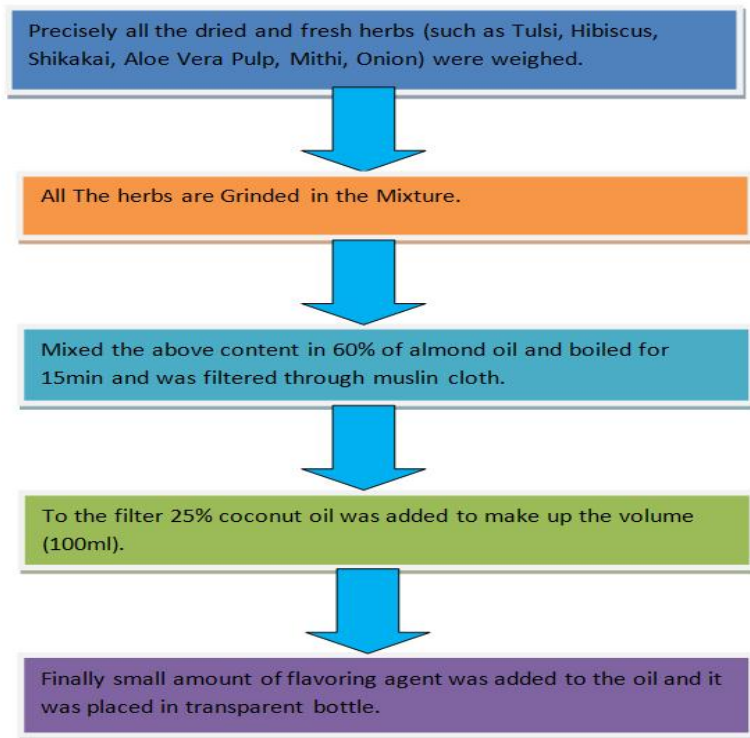 Precisely all the dried and fresh herbs (such as Tulsi, Hibiscus,
Shikakai, Aloe Vera Pulp, Mithi, Onion) were weighed.
All The herbs are Grinded in the Mixture.
Mixed the above content in 60% of almond oil and boiled for
15min and was filtered through muslin cloth.
To the filter 25% coconut oil was added to make up the volume
(100ml).
Finally small amount of flavoring agent was added to the oil and it
was placed in transparent bottle.